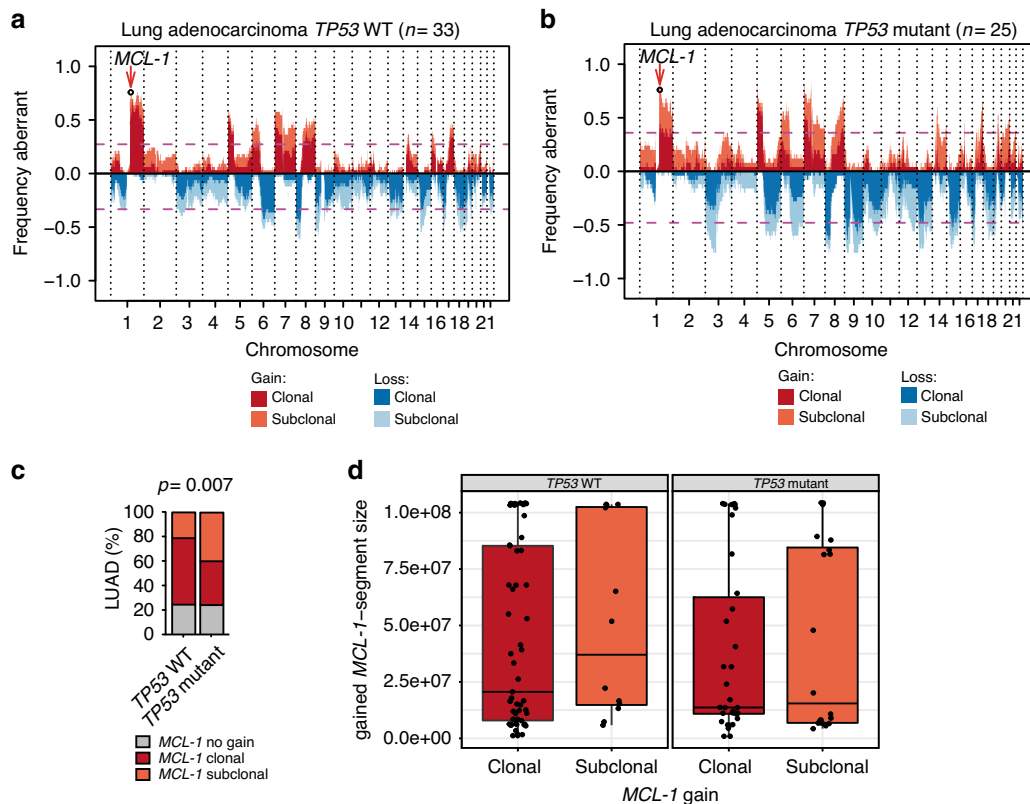 a
Lung adenocarcinoma TP53 WT (n= 33)
MCL-1
Frequency aberrant
1.0
0.5
0.0
-0.5
-1.0
1 2 3 4 5 6 7 8 9 10 12 14 16 18 21
Chromosome
Gain: Loss:
Clonal Clonal
Subclonal Subclonal
b
Lung adenocarcinoma TP53 mutant (n= 25)
MCL-1
Frequency aberrant
1.0
0.5
0.0
-0.5
-1.0
1 2 3 4 5 6 7 8 9 10 12 14 16 18 21
Chromosome
Gain: Loss:
Clonal Clonal
Subclonal Subclonal
c
p= 0.007
LUAD (%)
100
80
60
40
20
0
TP53 WT
TP53 mutant
MCL-1 no gain
MCL-1 clonal
MCL-1 subclonal
d
TP53 WT TP53 mutant
gained MCL-1–segment size
1.0e+08
7.5e+07
5.0e+07
2.5e+07
0.0e+00
Clonal Subclonal Clonal Subclonal
MCL-1 gain